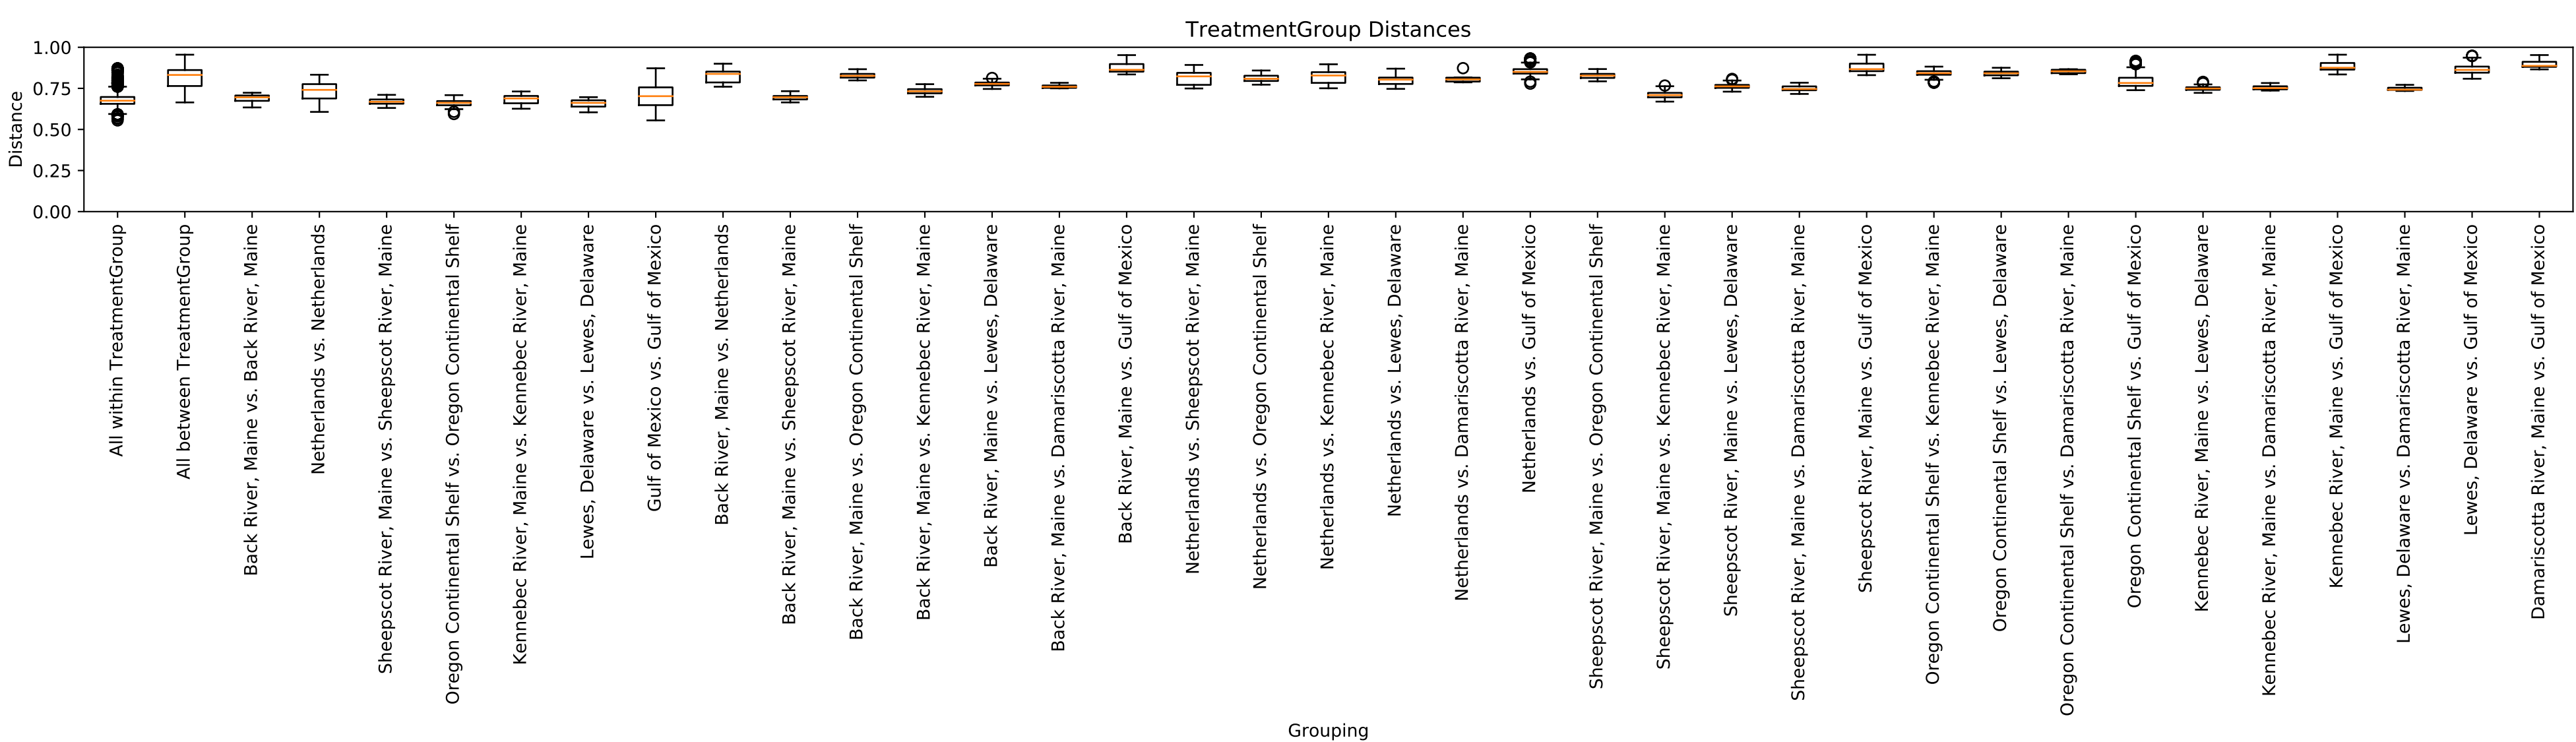 TreatmentGroup Distances
Distance
1.00
0.75
0.50
0.25
0.00
All within TreatmentGroup
All between TreatmentGroup
Back River, Maine vs. Back River, Maine
Netherlands vs. Netherlands
Sheepscot River, Maine vs. Sheepscot River, Maine
Oregon Continental Shelf vs. Oregon Continental Shelf
Kennebec River, Maine vs. Kennebec River, Maine
Lewes, Delaware vs. Lewes, Delaware
Gulf of Mexico vs. Gulf of Mexico
Back River, Maine vs. Netherlands
Back River, Maine vs. Sheepscot River, Maine
Back River, Maine vs. Oregon Continental Shelf
Back River, Maine vs. Kennebec River, Maine
Back River, Maine vs. Lewes, Delaware
Back River, Maine vs. Damariscotta River, Maine
Back River, Maine vs. Gulf of Mexico
Netherlands vs. Sheepscot River, Maine
Netherlands vs. Oregon Continental Shelf
Netherlands vs. Kennebec River, Maine
Netherlands vs. Lewes, Delaware
Netherlands vs. Damariscotta River, Maine
Netherlands vs. Gulf of Mexico
Sheepscot River, Maine vs. Oregon Continental Shelf
Sheepscot River, Maine vs. Kennebec River, Maine
Sheepscot River, Maine vs. Lewes, Delaware
Sheepscot River, Maine vs. Damariscotta River, Maine
Sheepscot River, Maine vs. Gulf of Mexico
Oregon Continental Shelf vs. Kennebec River, Maine
Oregon Continental Shelf vs. Lewes, Delaware
Oregon Continental Shelf vs. Damariscotta River, Maine
Oregon Continental Shelf vs. Gulf of Mexico
Kennebec River, Maine vs. Lewes, Delaware
Kennebec River, Maine vs. Damariscotta River, Maine
Kennebec River, Maine vs. Gulf of Mexico
Lewes, Delaware vs. Damariscotta River, Maine
Lewes, Delaware vs. Gulf of Mexico
Damariscotta River, Maine vs. Gulf of Mexico
Grouping